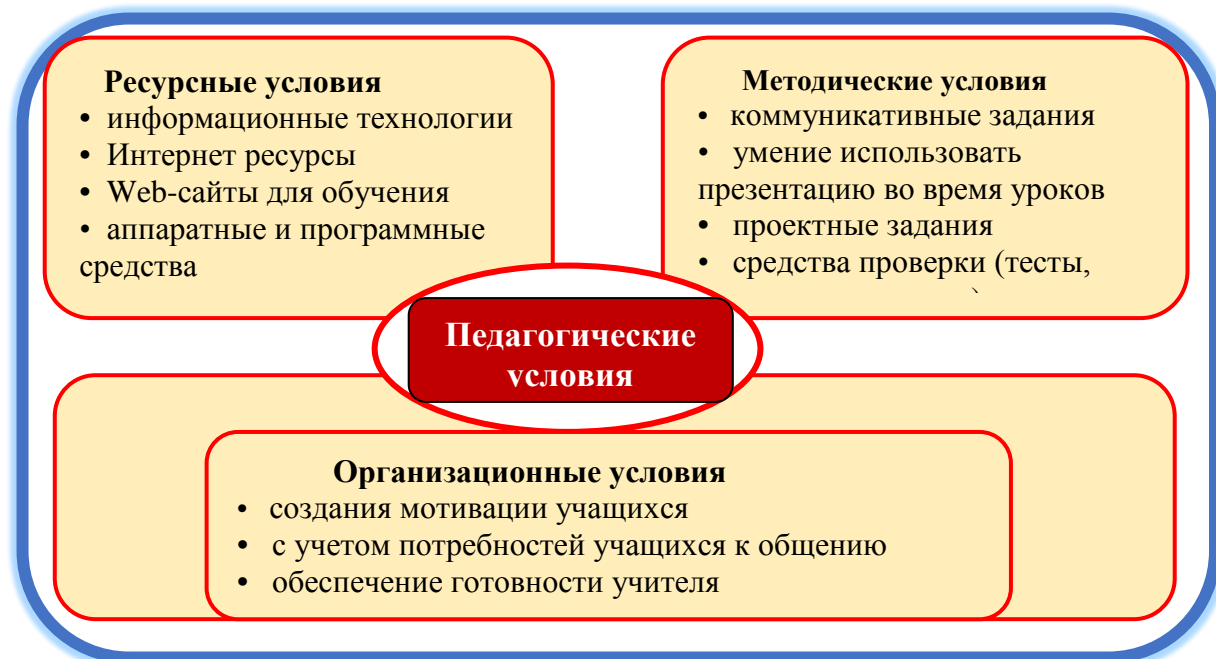 Ресурсные условия
• информационные технологии
• Интернет ресурсы
• Web-сайты для обучения
• аппаратные и программные
средства
Методические условия
• коммуникативные задания
• умение использовать
презентацию во время уроков
• проектные задания
• средства проверки (тесты,
Педагогические
условия
Организационные условия
• создания мотивации учащихся
• с учетом потребностей учащихся к общению
• обеспечение готовности учителя